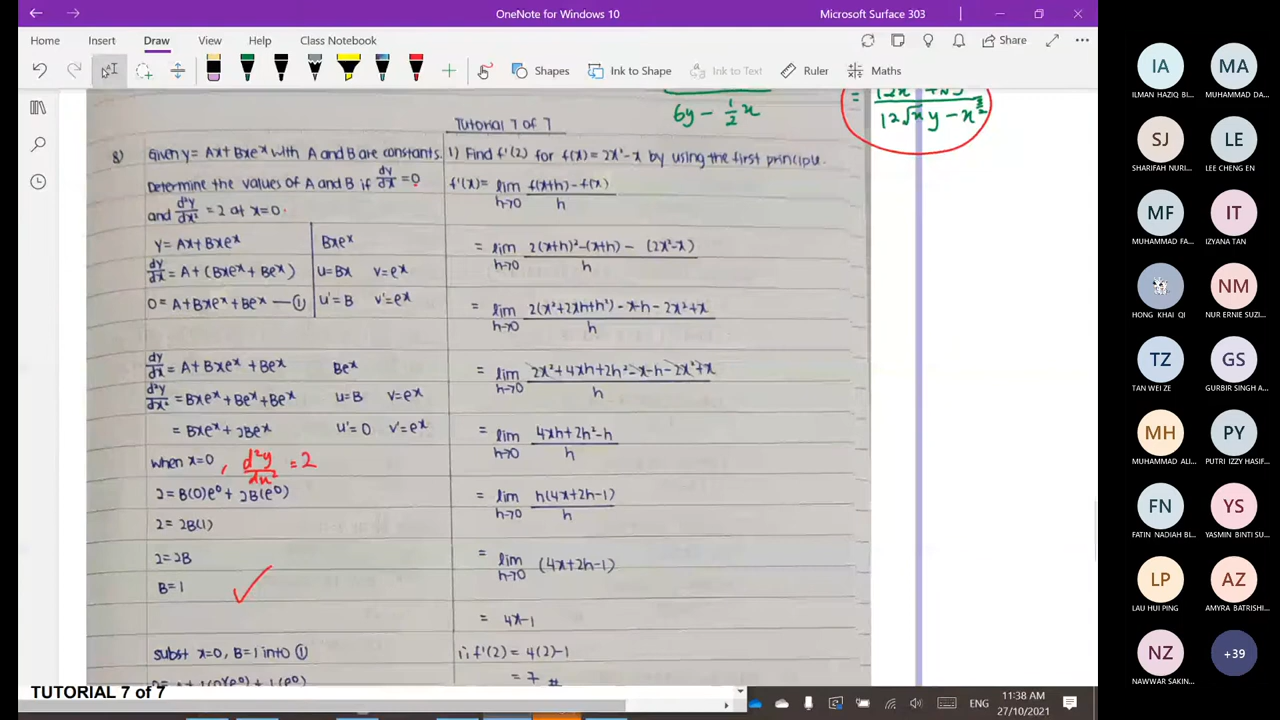 OneNote for Windows 10
Microsoft Surface 303
Home Insert Draw View Help Class Notebook
Share
Shapes Ink to Shape Ink to Text Ruler Maths
6y - ½x
12√x y - x^{3/2}
Tutorial 7 of 7
8) Given y = Ax + Bxe^x with A and B are constants.
Determine the values of A and B if dy/dx = 0
and d²y/dx² = 2 at x=0.
y = Ax + Bxe^x
dy/dx = A + (Bxe^x + Be^x)
0 = A + Bxe^x + Be^x — ①
Bxe^x
u = Bx v = e^x
u' = B v' = e^x
dy/dx = A + Bxe^x + Be^x
d²y/dx² = Bxe^x + Be^x + Be^x
= Bxe^x + 2Be^x
Be^x
u = B v = e^x
u' = 0 v' = e^x
when x=0, d²y/dx² = 2
2 = B(0)e^0 + 2B(e^0)
2 = 2B(1)
2 = 2B
B = 1
subst x=0, B=1 into ①
1) Find f'(2) for f(x) = 2x² - x by using the first principle.
f'(x) = lim h→0 f(x+h) - f(x) / h
= lim h→0 2(x+h)² - (x+h) - (2x² - x) / h
= lim h→0 2(x² + 2xh + h²) - x - h - 2x² + x / h
= lim h→0 2x² + 4xh + 2h² - x - h - 2x² + x / h
= lim h→0 4xh + 2h² - h / h
= lim h→0 h(4x + 2h - 1) / h
= lim h→0 (4x + 2h - 1)
= 4x - 1
∴ f'(2) = 4(2) - 1
= 7 #
TUTORIAL 7 of 7
ENG
11:38 AM
27/10/2021
IA
ILMAN HAZIQ BI...
MA
MUHAMMAD DA...
SJ
SHARIFAH NURI...
LE
LEE CHENG EN
MF
MUHAMMAD FA...
IT
IZYANA TAN
HONG KHAI QI
NM
NUR ERNIE SUZI...
TZ
TAN WEI ZE
GS
GURBIR SINGH A...
MH
MUHAMMAD ALI...
PY
PUTRI IZZY HASIF...
FN
FATIN NADIAH BL...
YS
YASMIN BINTI SU...
LP
LAU HUI PING
AZ
AMYRA BATRISHI...
NZ
NAWWAR SAKIN...
+39